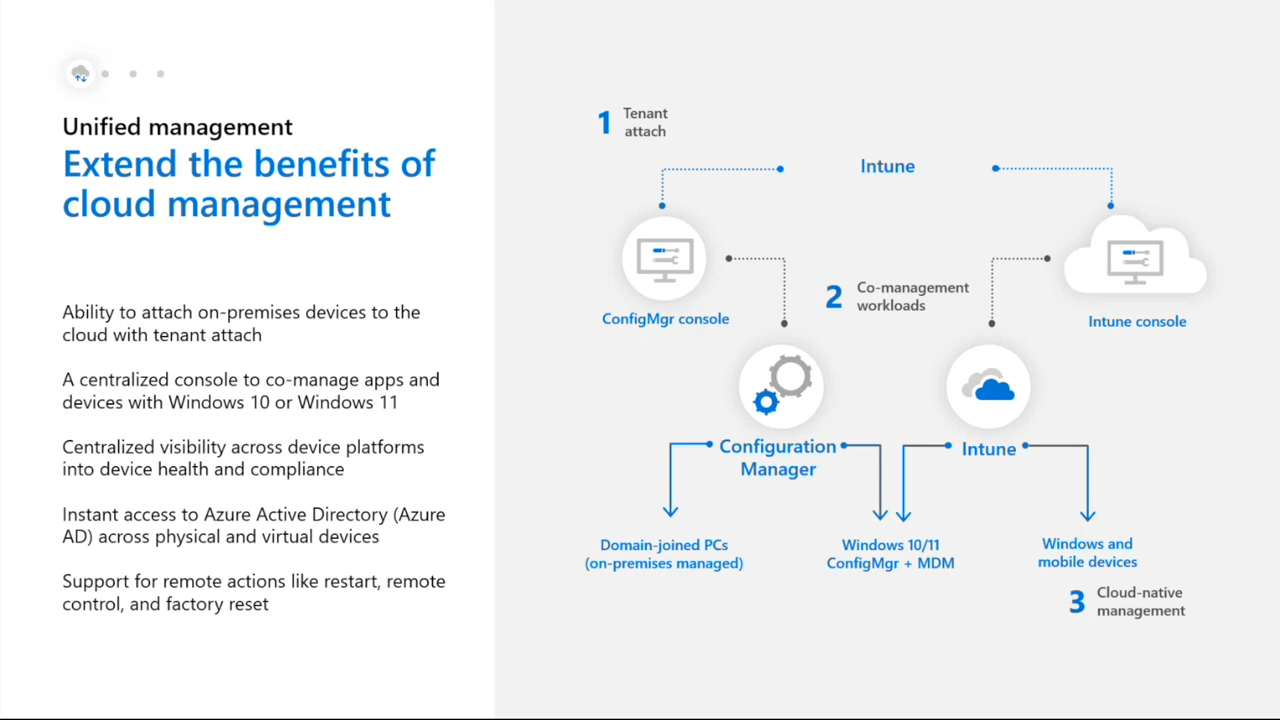 Unified management
Extend the benefits of
cloud management
Ability to attach on-premises devices to the
cloud with tenant attach
A centralized console to co-manage apps and
devices with Windows 10 or Windows 11
Centralized visibility across device platforms
into device health and compliance
Instant access to Azure Active Directory (Azure
AD) across physical and virtual devices
Support for remote actions like restart, remote
control, and factory reset
1
Tenant
attach
Intune
ConfigMgr console
2
Co-management
workloads
Intune console
Configuration
Manager
Intune
Domain-joined PCs
(on-premises managed)
Windows 10/11
ConfigMgr + MDM
Windows and
mobile devices
3
Cloud-native
management